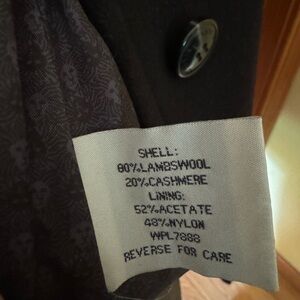 SHELL:
80%LAMBSWOOL
20%CASHMERE
LINING:
52%ACETATE
48%NYLON
WPL7888
REVERSE FOR CARE